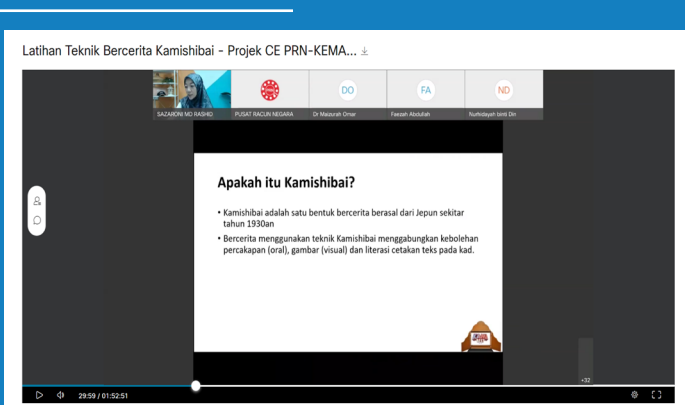 Latihan Teknik Bercerita Kamishibai - Projek CE PRN-KEMA...
DO
FA
ND
SAZARONI MD RASHID
PUSAT RACUN NEGARA
Dr Maizurah Omar
Faezah Abdullah
Nurhidayah binti Diri
Apakah itu Kamishibai?
• Kamishibai adalah satu bentuk bercerita berasal dari Jepun sekitar
tahun 1930an
• Bercerita menggunakan teknik Kamishibai menggabungkan kebolehan
percakapan (oral), gambar (visual) dan literasi cetakan teks pada kad.
+32
29:59 / 01:52:51